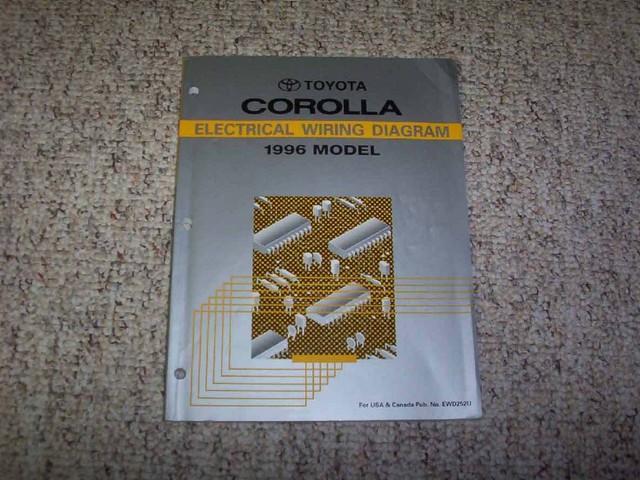 TOYOTA
COROLLA
ELECTRICAL WIRING DIAGRAM
1996 MODEL
For USA & Canada Pub. No. EWD252U